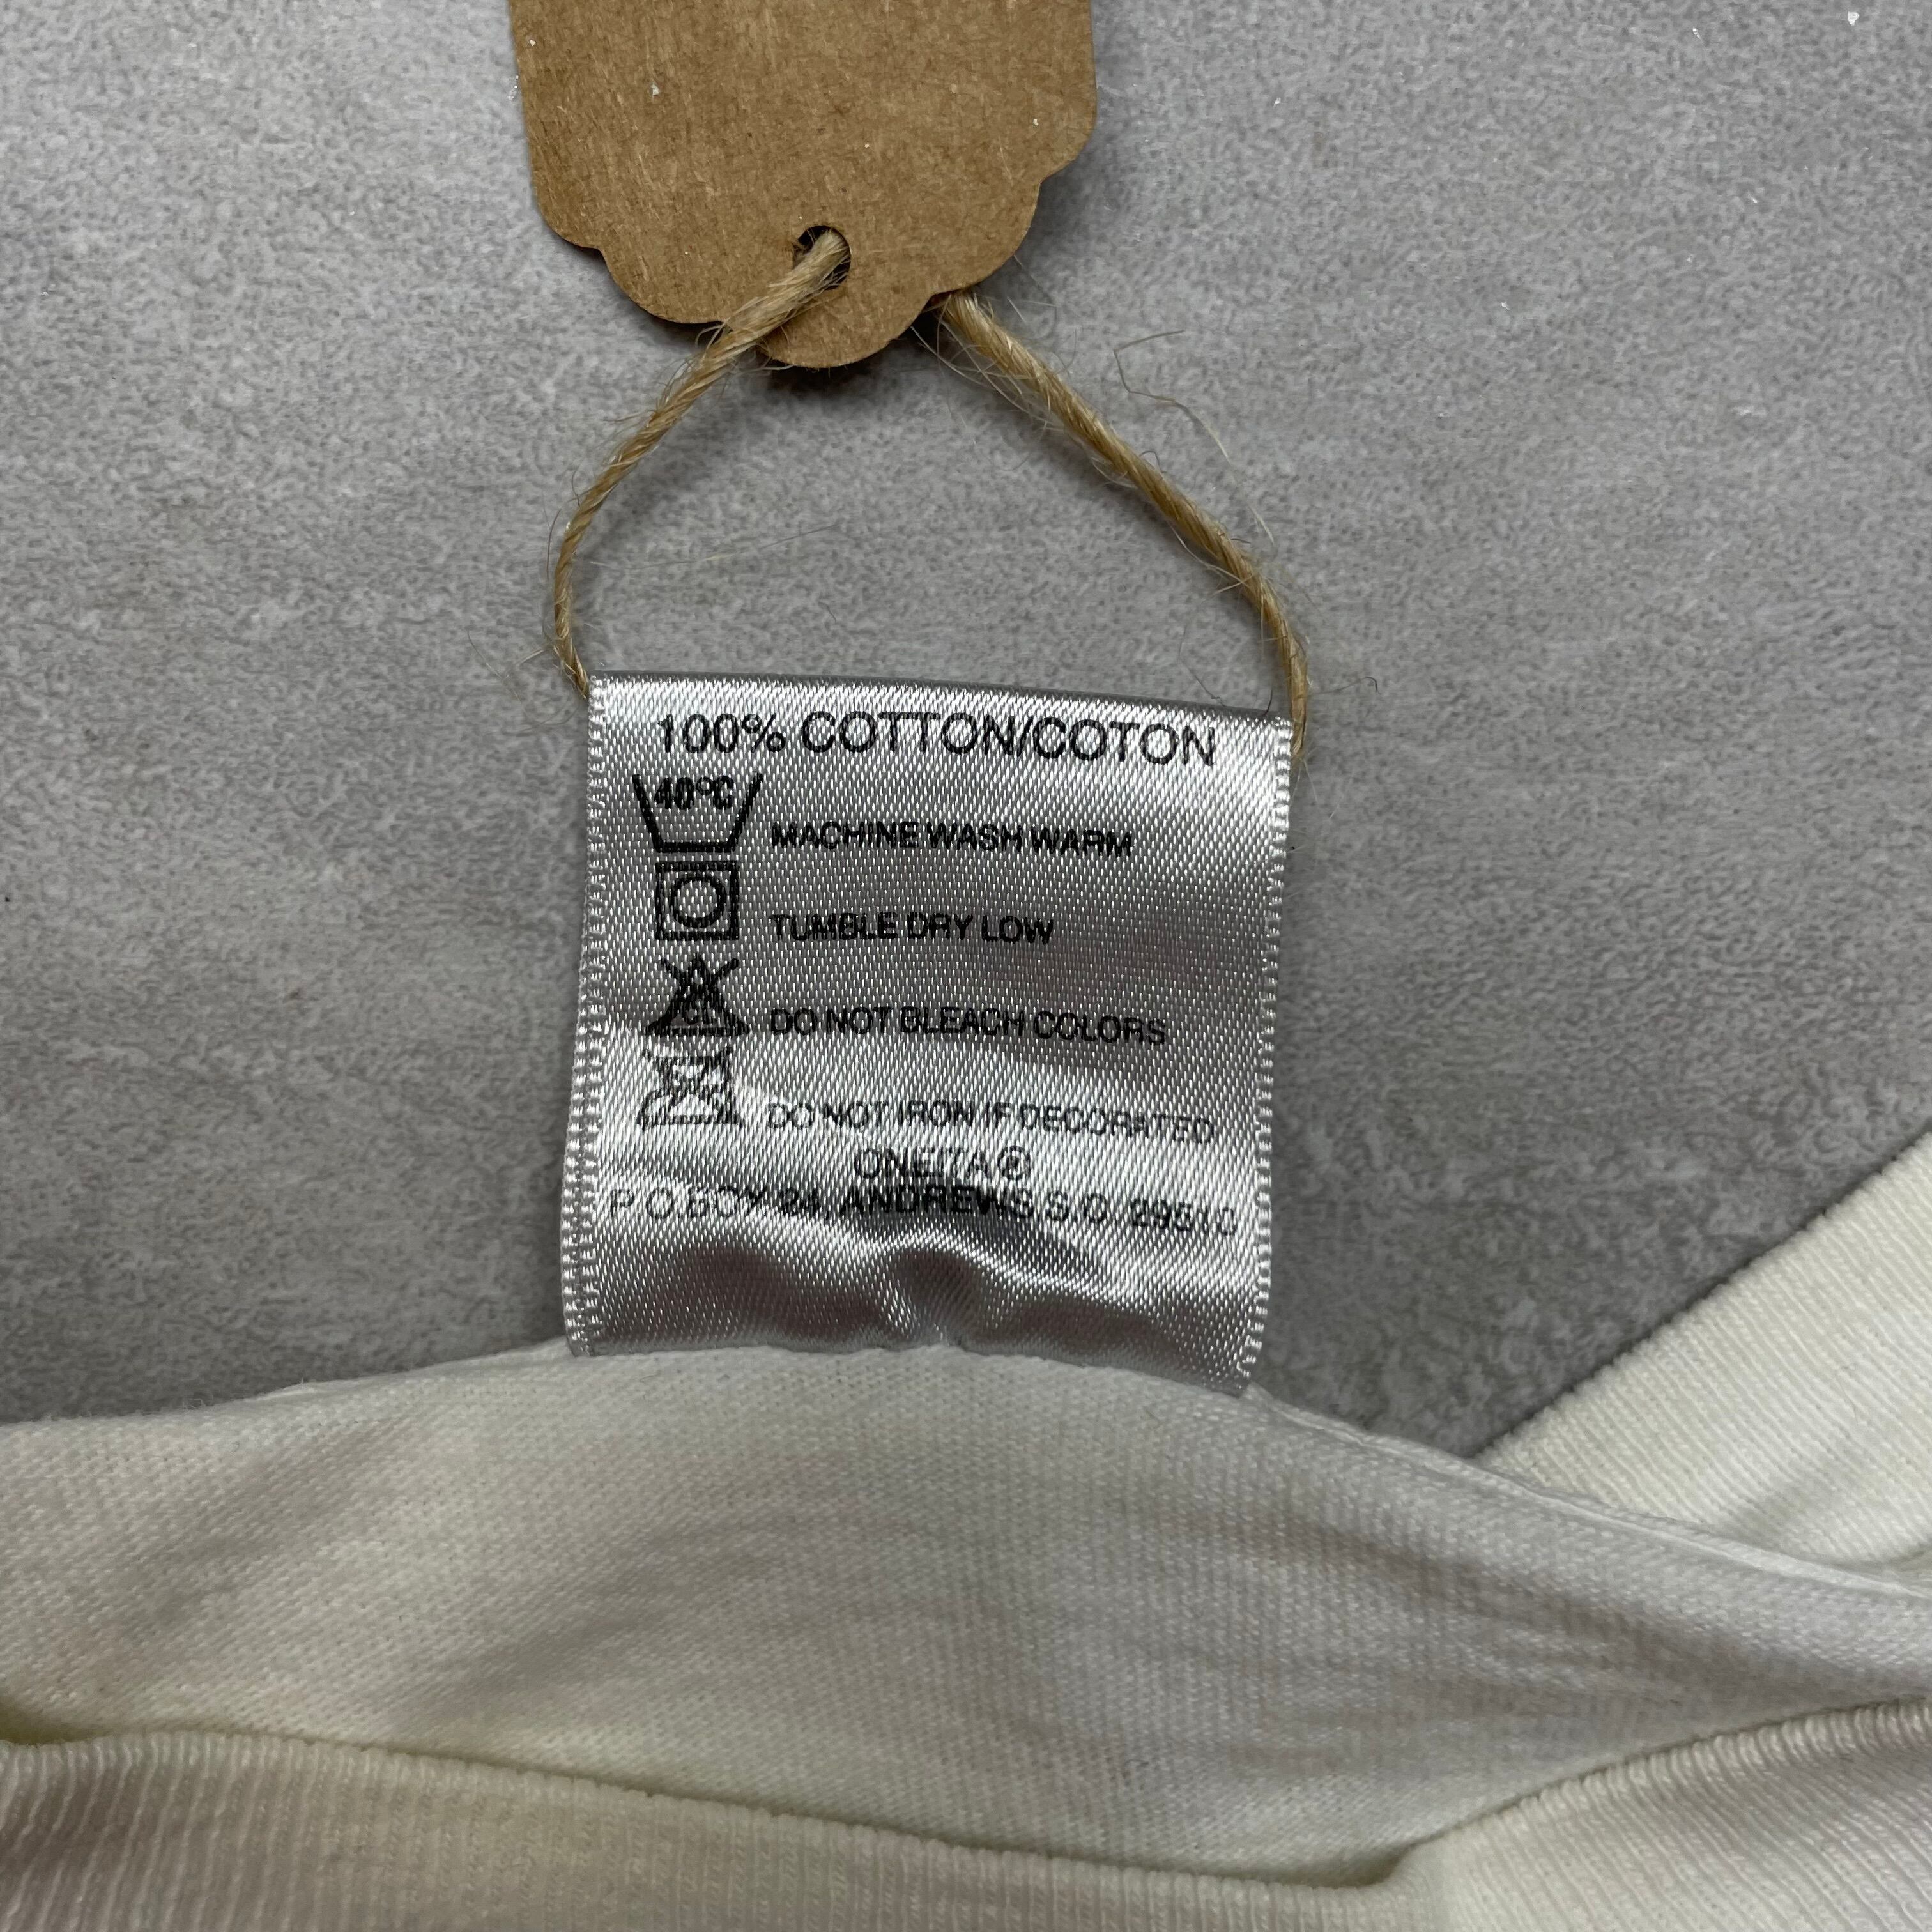 100% COTTON/COTON
40°C
MACHINE WASH WARM
TUMBLE DRY LOW
CL
DO NOT BLEACH COLORS
DO NOT IRON IF DECORATED
ONEITA®
P.O. BOX 24, ANDREWS, S.C. 29510